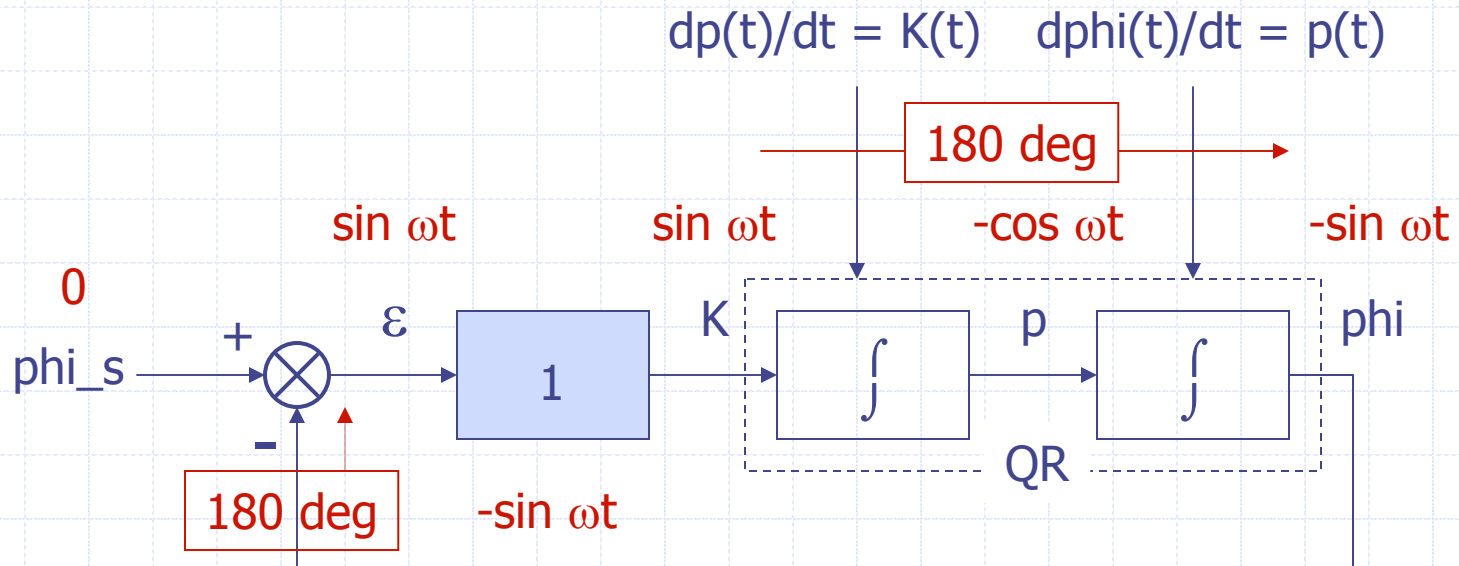 dp(t)/dt = K(t) dphi(t)/dt = p(t)
180 deg
sin ωt sin ωt -cos ωt -sin ωt
0
phi_s + ε 1 K ∫ p ∫ phi
-
QR
180 deg -sin ωt